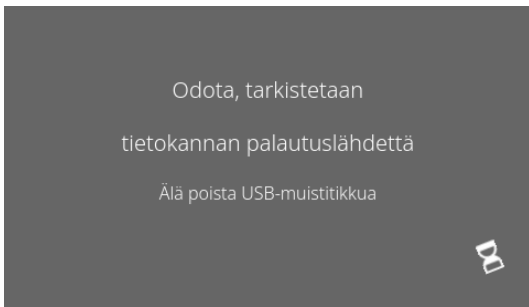 Odota, tarkistetaan
tietokannan palautuslähdettä
Älä poista USB-muistitikkua